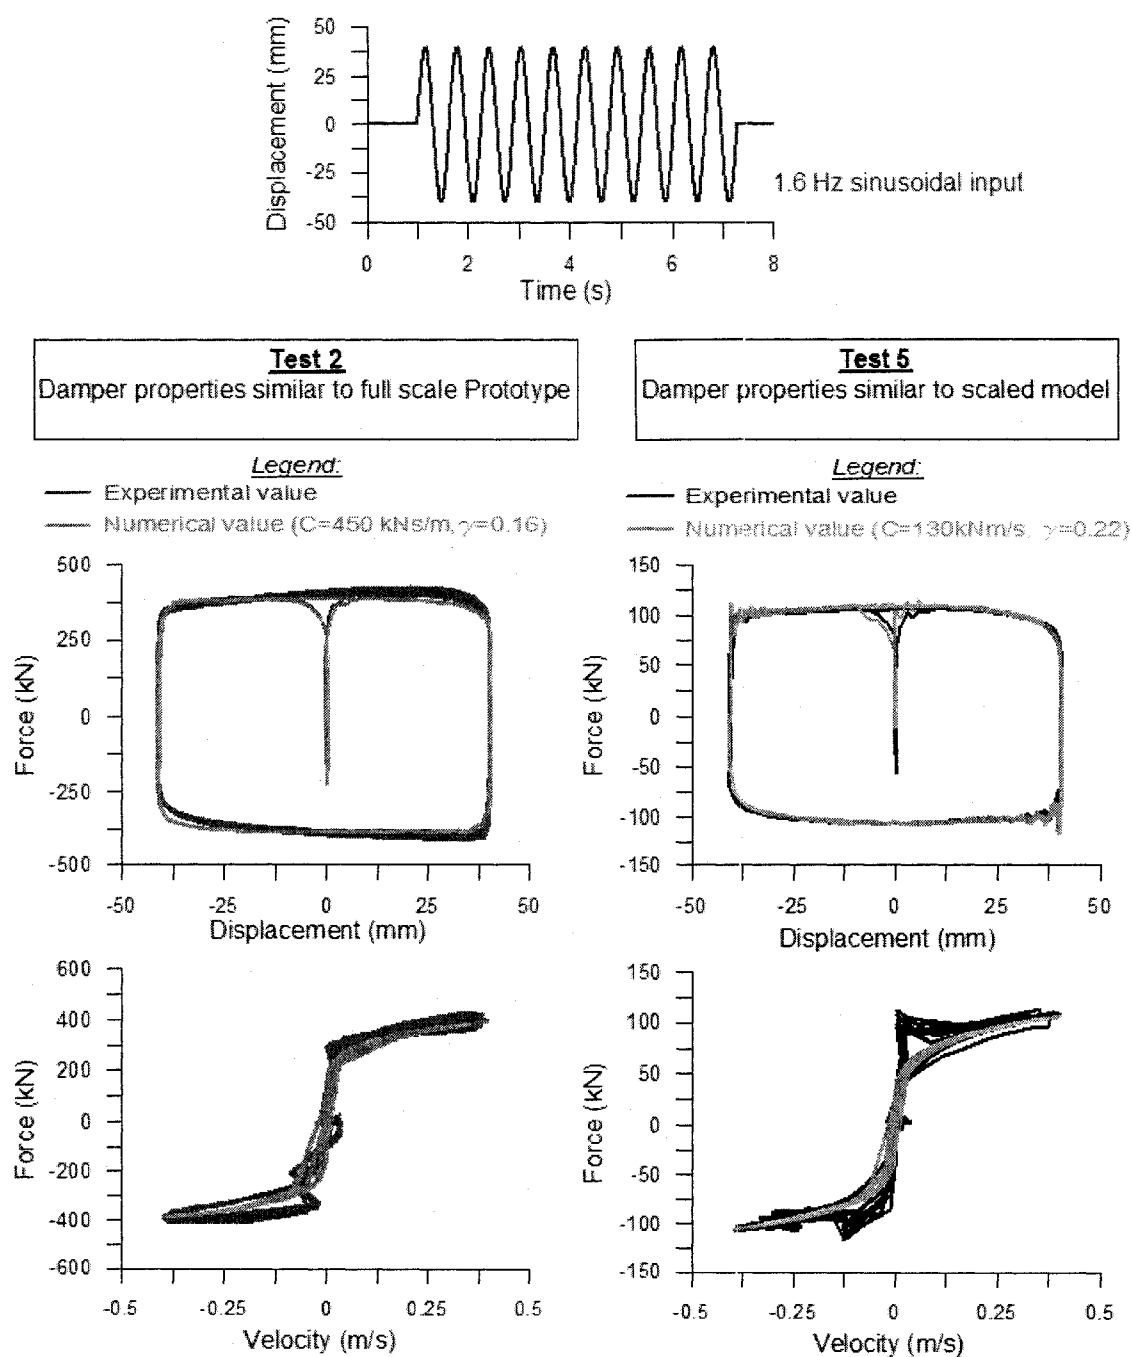 50
25
0
-25
-50
Displacement (mm)
0 2 4 6 8
Time (s)
1.6 Hz sinusoidal input
Test 2
Damper properties similar to full scale Prototype
Test 5
Damper properties similar to scaled model
Legend:
Experimental value
Numerical value (C=450 kNs/m, γ=0.16)
Legend:
Experimental value
Numerical value (C=130kNm/s, γ=0.22)
500
250
0
-250
-500
Force (kN)
-50 -25 0 25 50
Displacement (mm)
150
100
50
0
-50
-100
-150
Force (kN)
-50 -25 0 25 50
Displacement (mm)
600
400
200
0
-200
-400
-600
Force (kN)
-0.5 -0.25 0 0.25 0.5
Velocity (m/s)
150
100
50
0
-50
-100
-150
Force (kN)
-0.5 -0.25 0 0.25 0.5
Velocity (m/s)